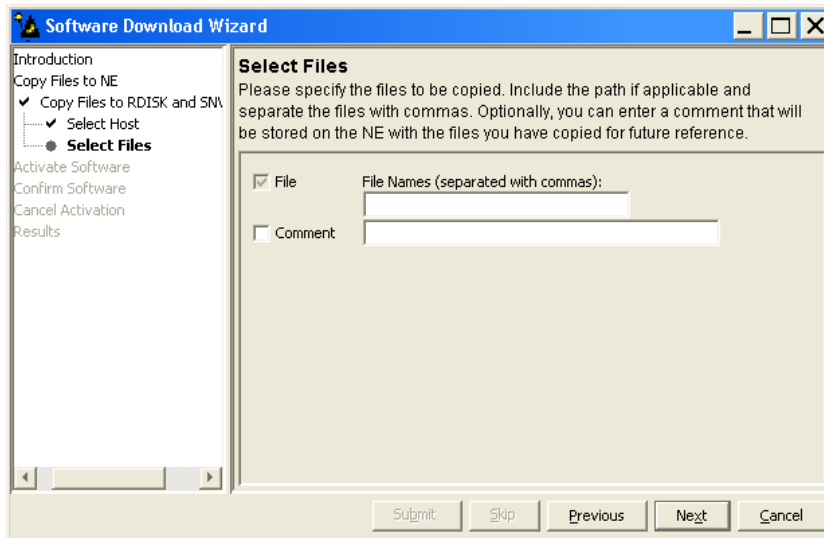 Software Download Wizard
Introduction
Copy Files to NE
Copy Files to RDISK and SNV
Select Host
Select Files
Activate Software
Confirm Software
Cancel Activation
Results
Select Files
Please specify the files to be copied. Include the path if applicable and
separate the files with commas. Optionally, you can enter a comment that will
be stored on the NE with the files you have copied for future reference.
File File Names (separated with commas):
Comment
Submit Skip Previous Next Cancel